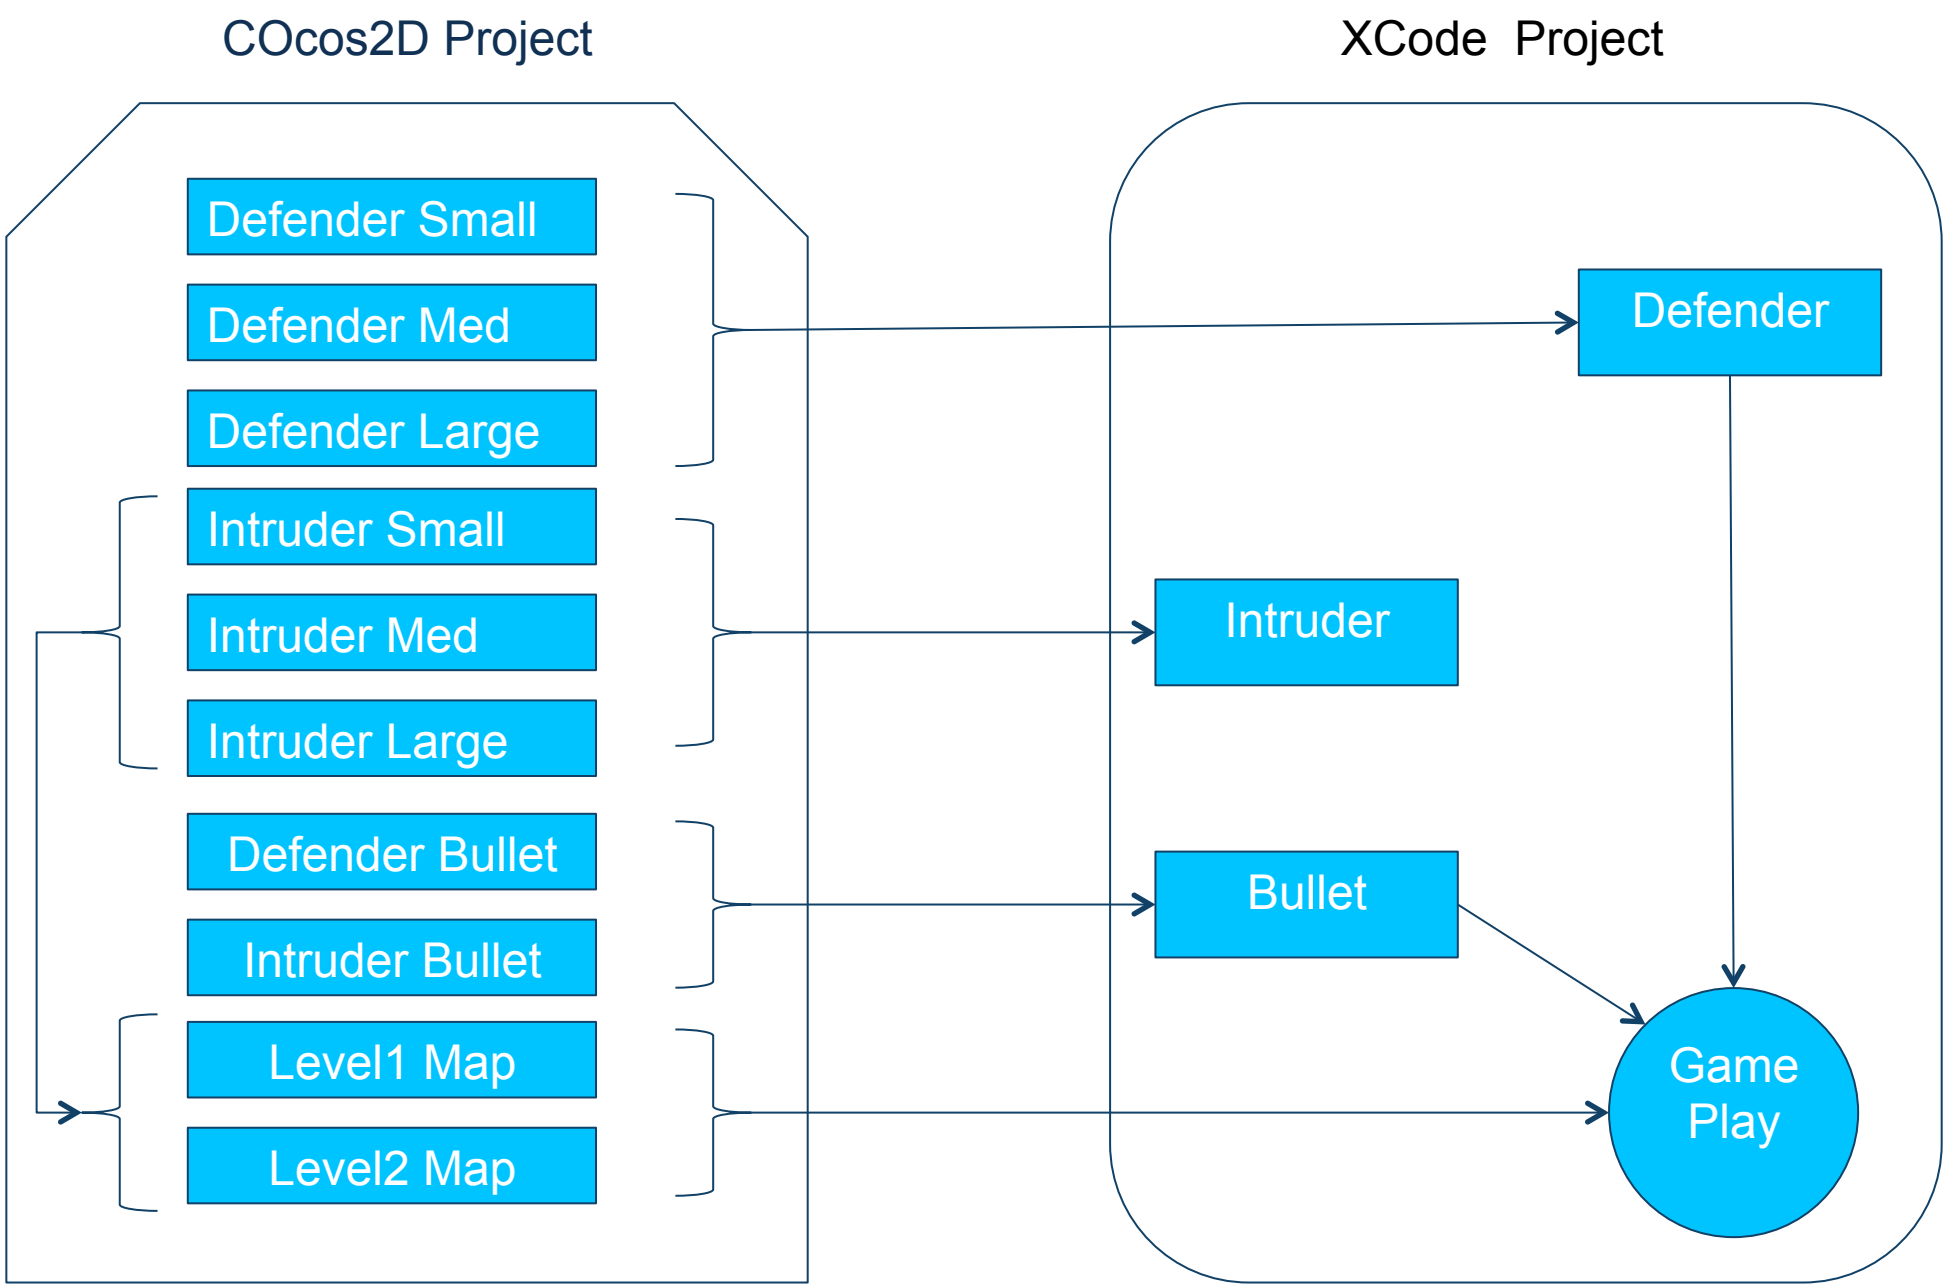 COcos2D Project
XCode  Project
Defender Small
Defender Med
Defender Large
Intruder Small
Intruder Med
Intruder Large
Defender Bullet
Intruder Bullet
Level1 Map
Level2 Map
Defender
Intruder
Bullet
Game
Play